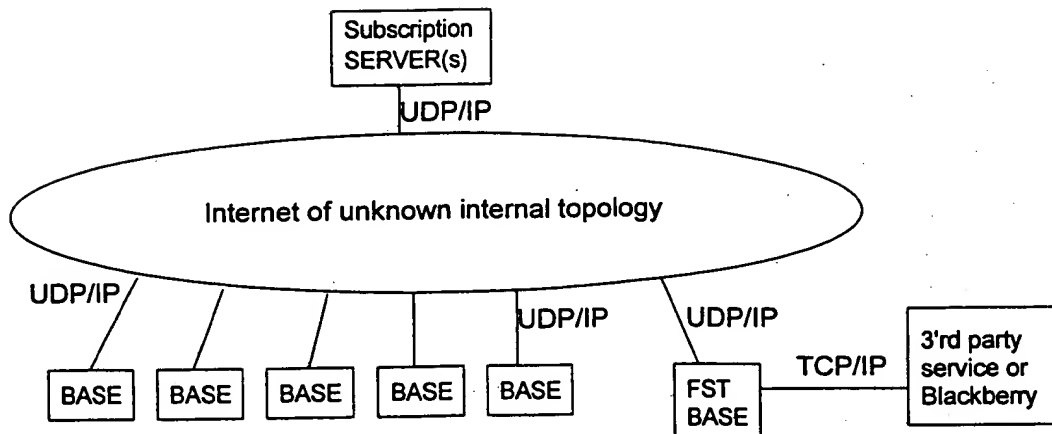 Subscription
SERVER(s)
UDP/IP
Internet of unknown internal topology
UDP/IP
UDP/IP
UDP/IP
BASE
BASE
BASE
BASE
BASE
FST
BASE
TCP/IP
3'rd party
service or
Blackberry